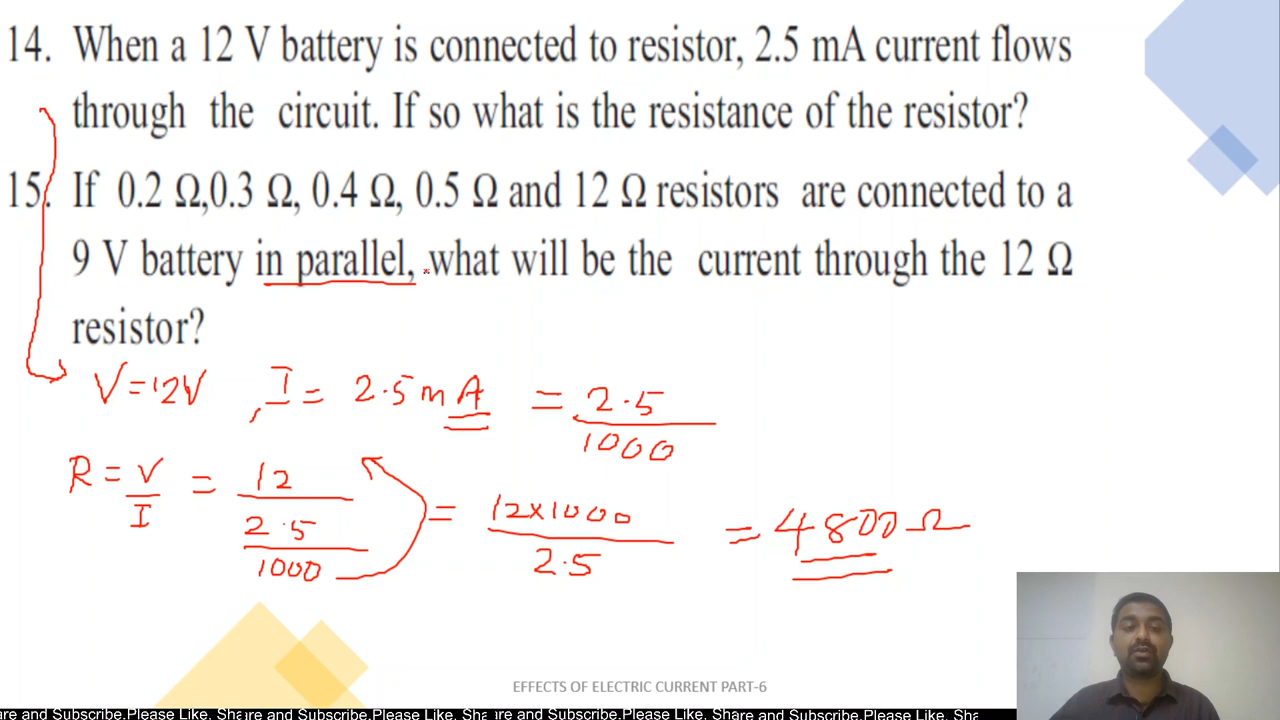 14. When a 12 V battery is connected to resistor, 2.5 mA current flows
through the circuit. If so what is the resistance of the resistor?
15. If 0.2 Ω,0.3 Ω, 0.4 Ω, 0.5 Ω and 12 Ω resistors are connected to a
9 V battery in parallel, what will be the current through the 12 Ω
resistor?
V=12V , I = 2.5 mA = 2.5/1000
R = V/I = 12/(2.5/1000) = 12×1000/2.5 = 4800 Ω
EFFECTS OF ELECTRIC CURRENT PART-6
are and Subscribe.Please Like, Share and Subscribe.Please Like, Share and Subscribe.Please Like, Share and Subscribe.Please Like, Sha